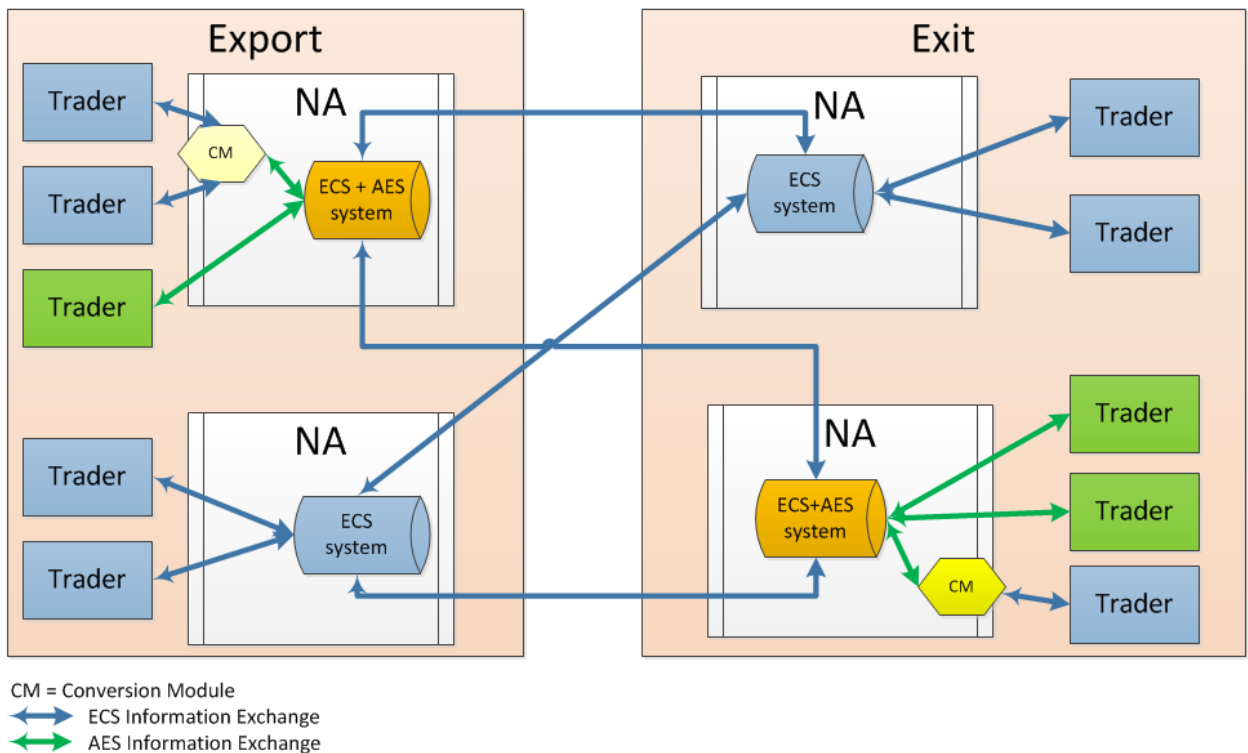 Export
Trader
Trader
Trader
NA
CM
ECS + AES
system
Trader
Trader
NA
ECS
system
Exit
NA
ECS
system
Trader
Trader
NA
ECS+AES
system
CM
Trader
Trader
Trader
CM = Conversion Module
ECS Information Exchange
AES Information Exchange